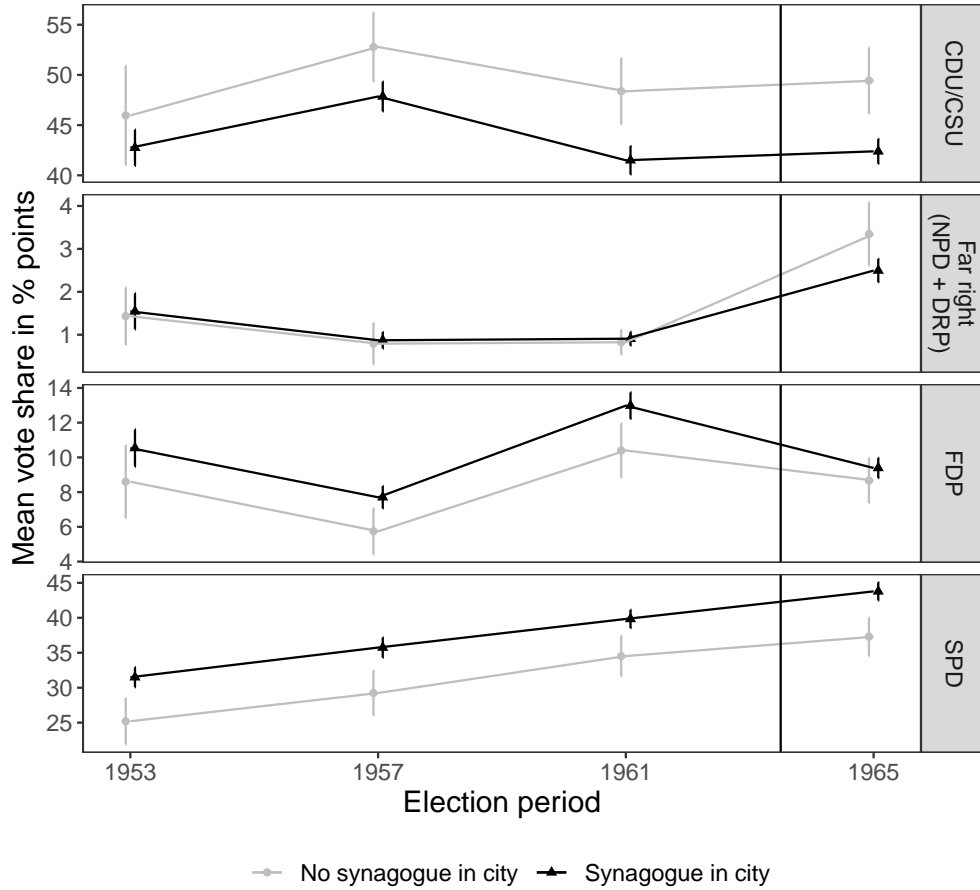 Mean vote share in % points
55
50
45
40
CDU/CSU
4
3
2
1
Far right
(NPD + DRP)
14
12
10
8
6
4
FDP
45
40
35
30
25
SPD
1953 1957 1961 1965
Election period
No synagogue in city Synagogue in city